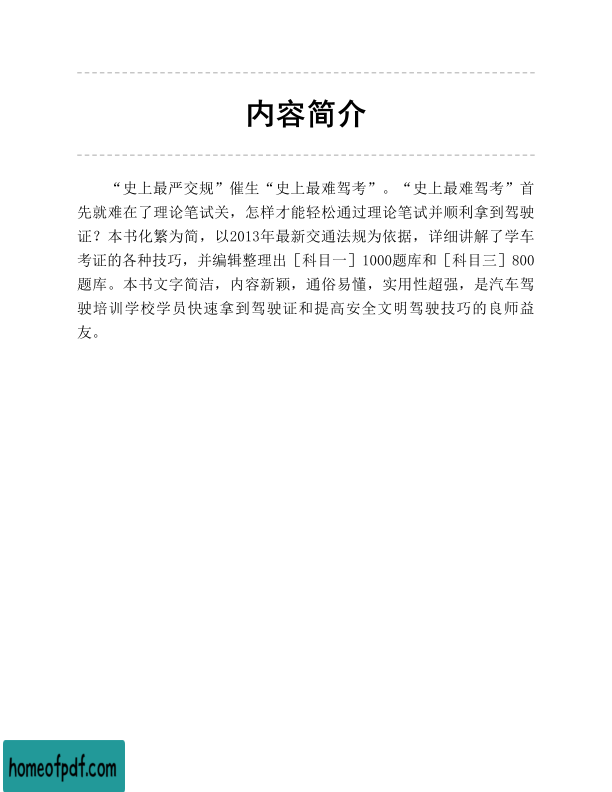 内容简介
“史上最严交规”催生“史上最难驾考”。“史上最难驾考”首
先就难在了理论笔试关，怎样才能轻松通过理论笔试并顺利拿到驾驶
证？本书化繁为简，以2013年最新交通法规为依据，详细讲解了学车
考证的各种技巧，并编辑整理出［科目一］1000题库和［科目三］800
题库。本书文字简洁，内容新颖，通俗易懂，实用性超强，是汽车驾
驶培训学校学员快速拿到驾驶证和提高安全文明驾驶技巧的良师益
友。
homeofpdf.com